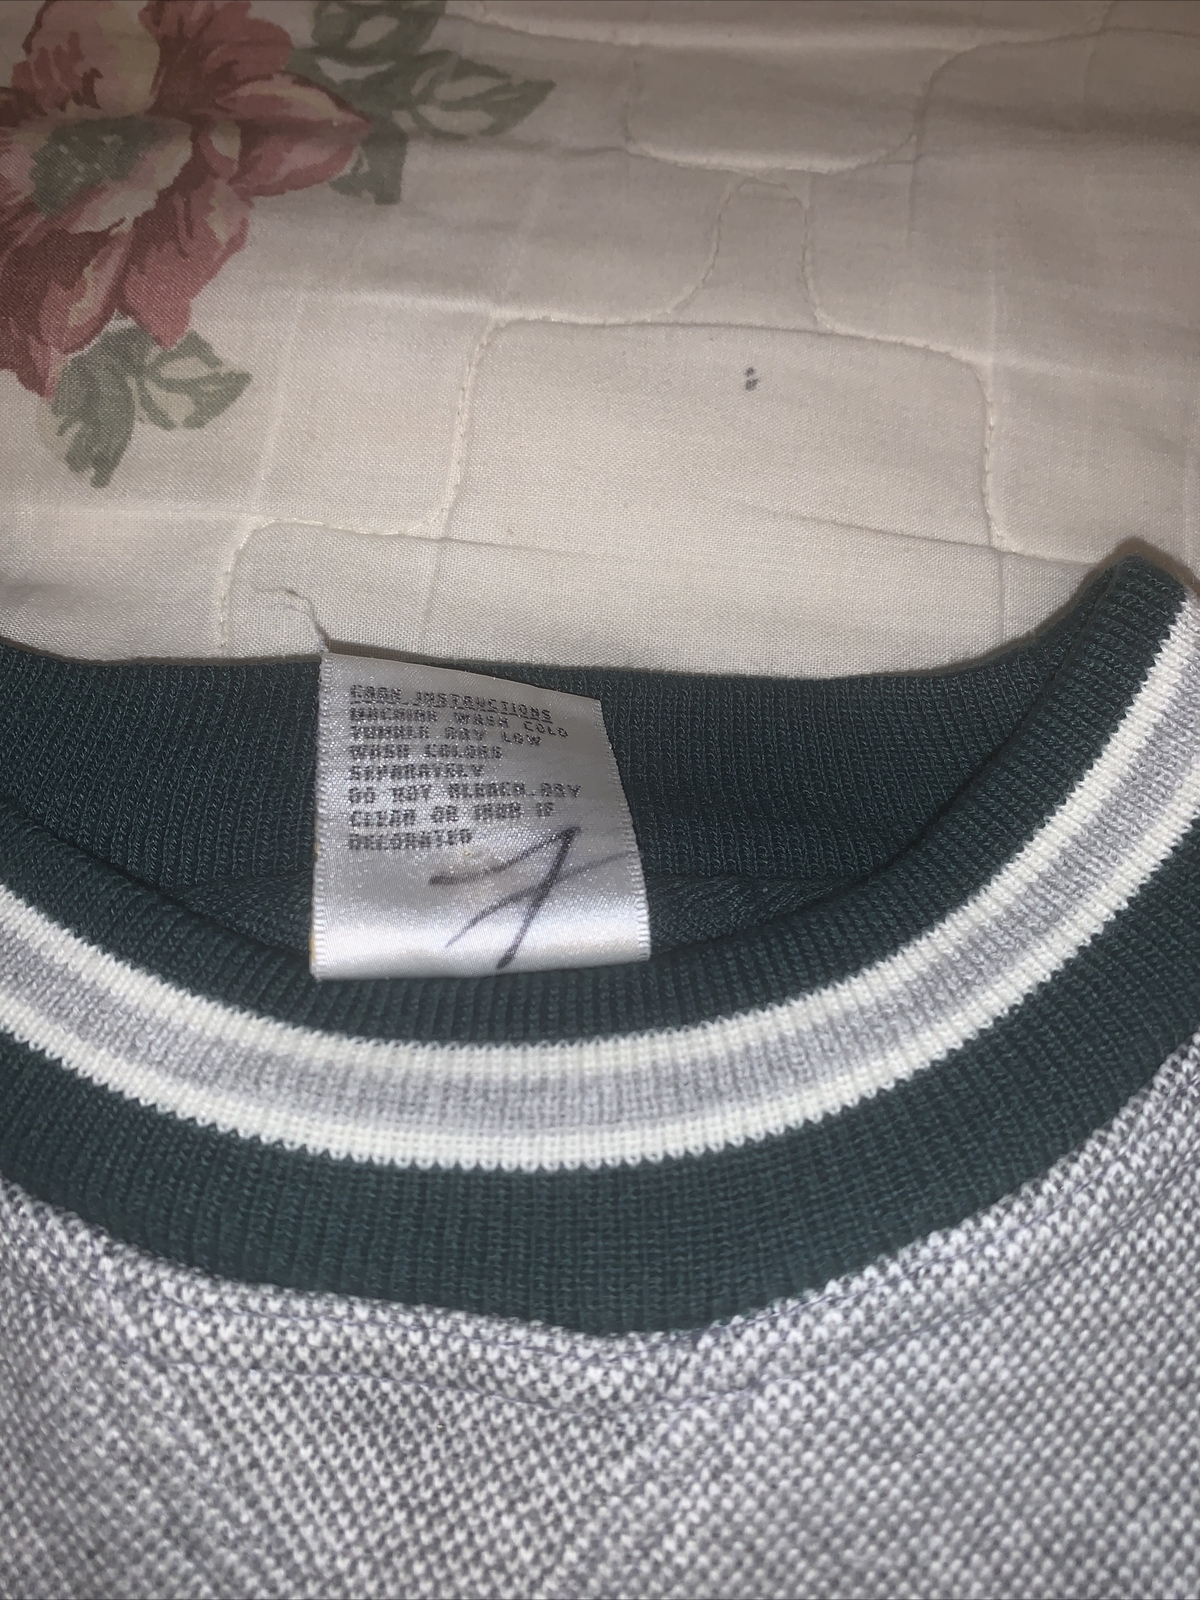 CARE INSTRUCTIONS
MACHINE WASH COLD
TUMBLE DRY LOW
WASH COLORS
SEPARATELY
DO NOT BLEACH.DRY
CLEAN OR IRON IF
DECORATED